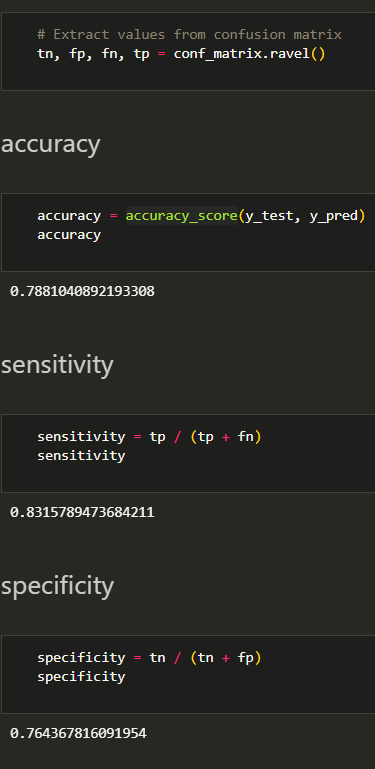 # Extract values from confusion matrix
tn, fp, fn, tp = conf_matrix.ravel()
accuracy
accuracy = accuracy_score(y_test, y_pred)
accuracy
0.7881040892193308
sensitivity
sensitivity = tp / (tp + fn)
sensitivity
0.8315789473684211
specificity
specificity = tn / (tn + fp)
specificity
0.764367816091954